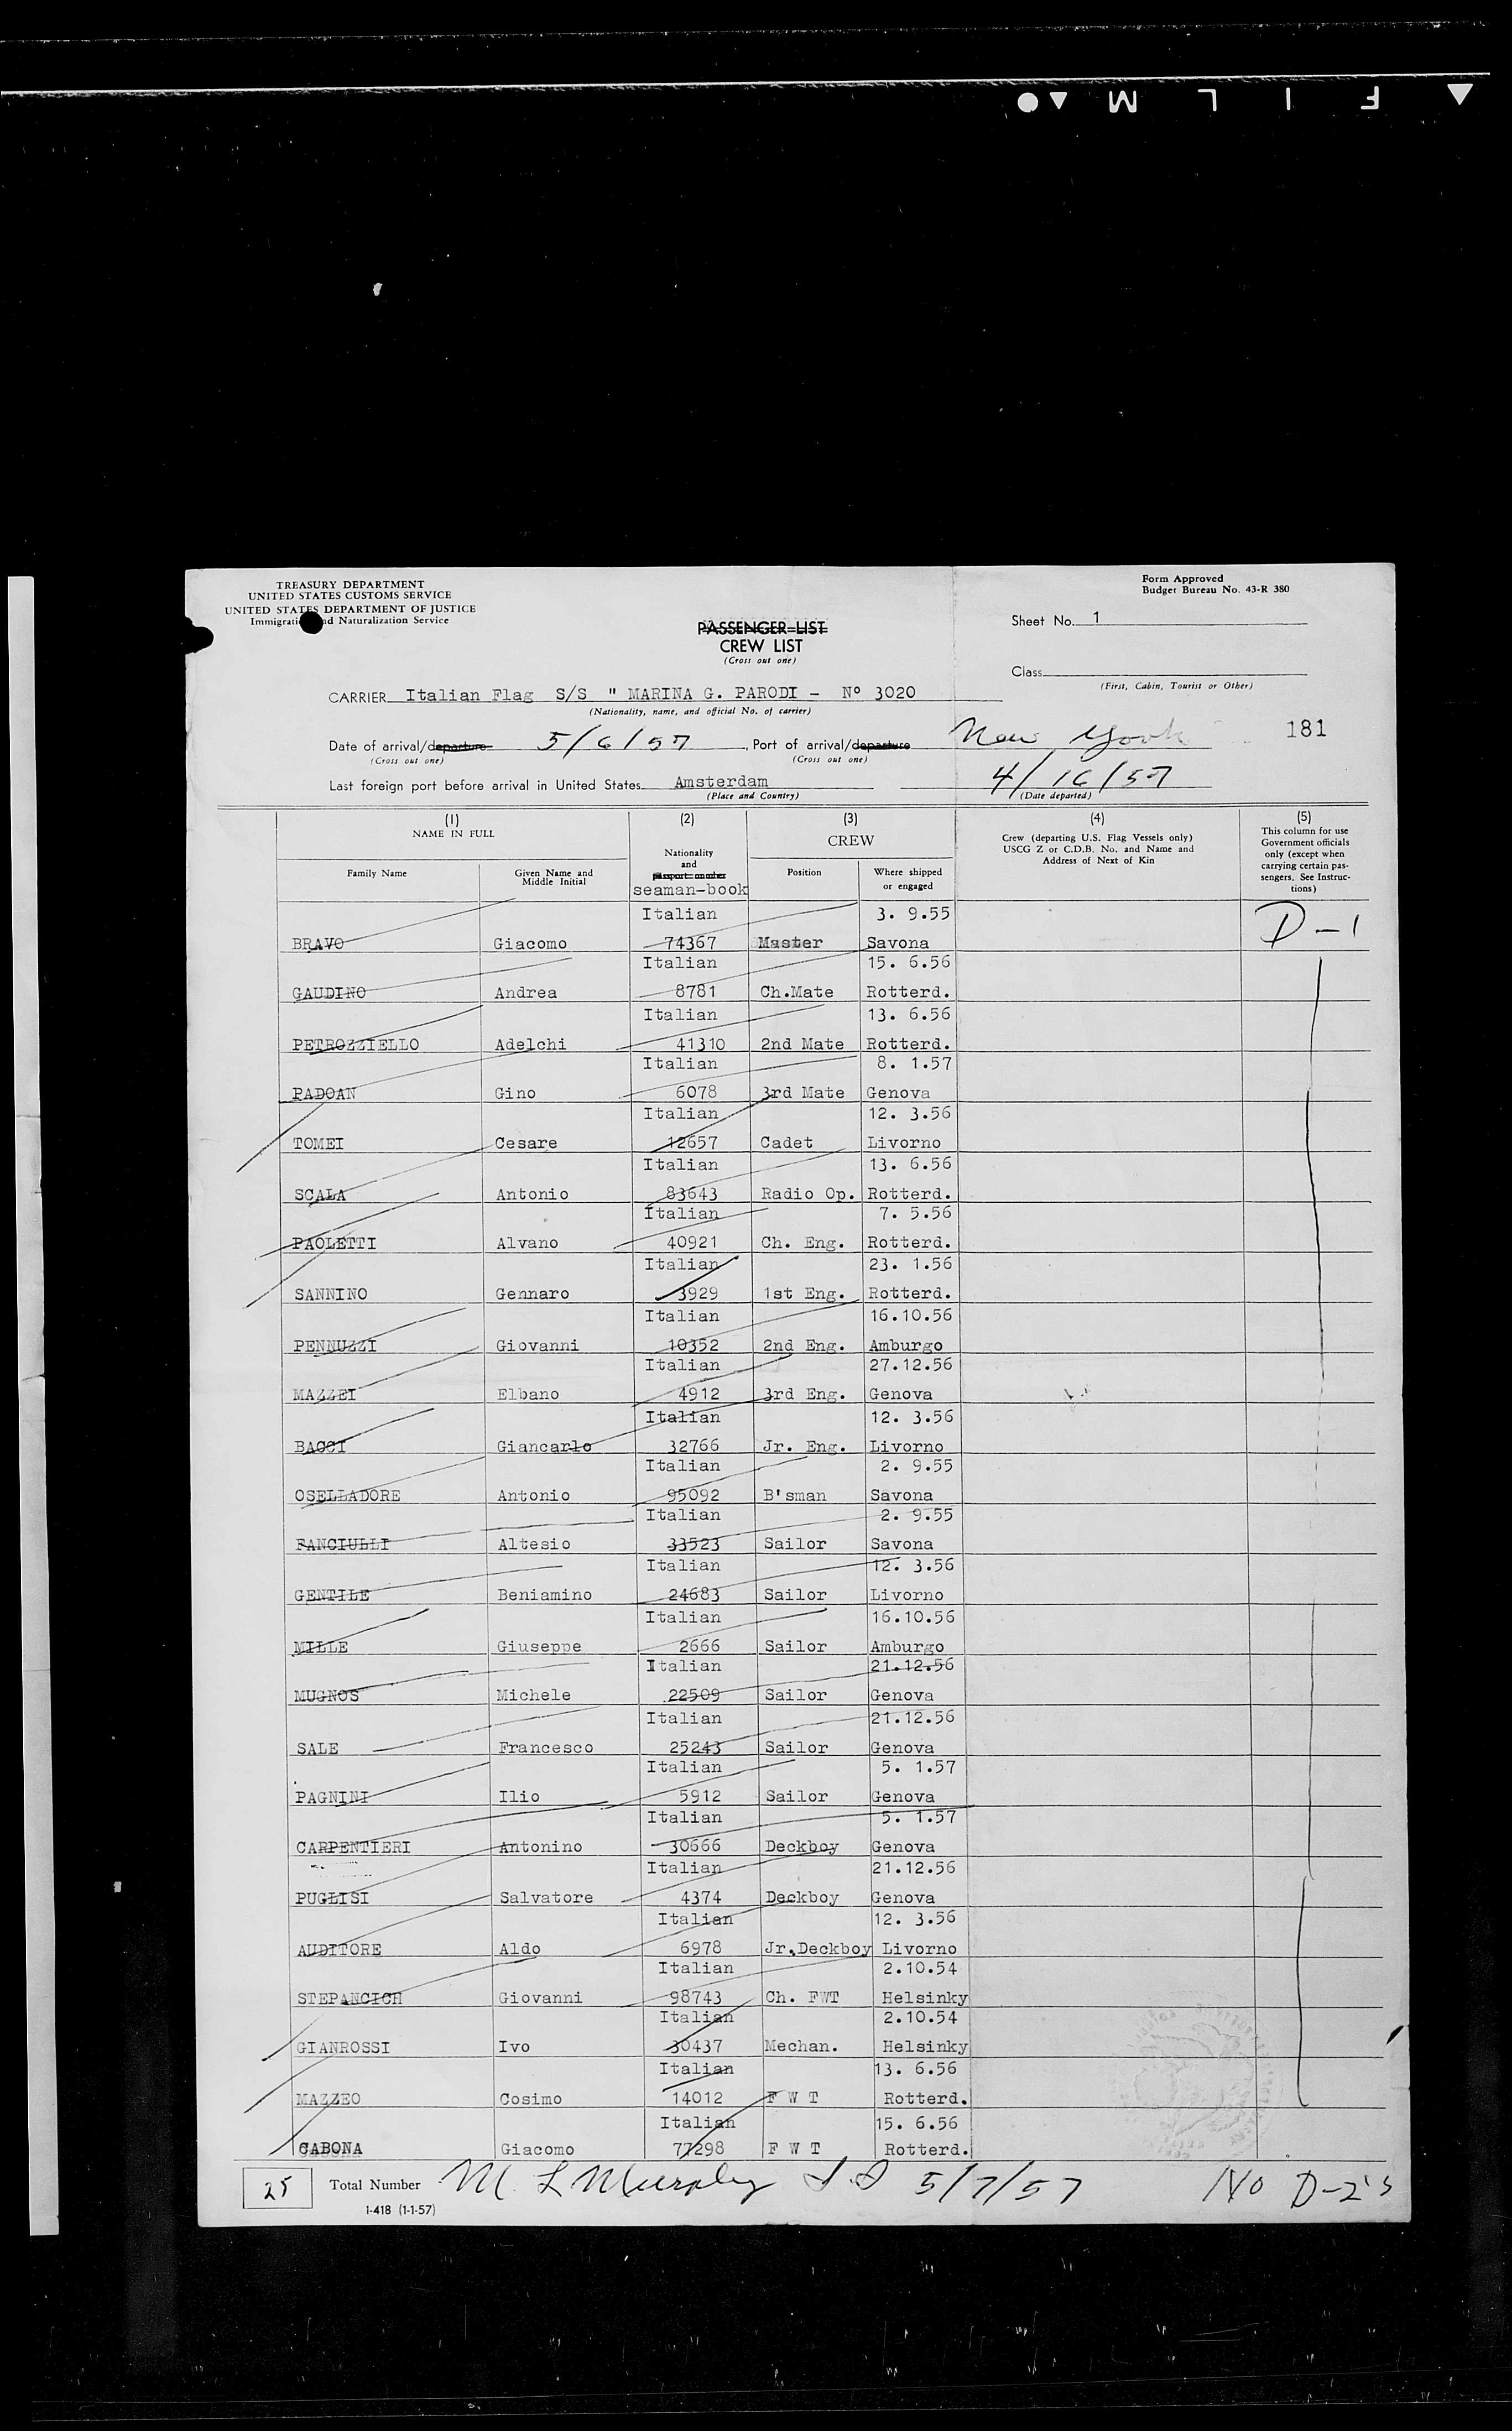 F I L M
TREASURY DEPARTMENT
UNITED STATES CUSTOMS SERVICE
UNITED STATES DEPARTMENT OF JUSTICE
Immigrati nd Naturalization Service
Form Approved
Budget Bureau No. 43-R 380
PASSENGER LIST
CREW LIST
(Cross out one)
Sheet No. 1
Class
(First, Cabin, Tourist or Other)
CARRIER Italian Flag S/S " MARINA G. PARODI - Nº 3020
(Nationality, name, and official No. of carrier)
Date of arrival/departure 5/6/57, Port of arrival/departure New York 181
(Cross out one) (Cross out one)
Last foreign port before arrival in United States Amsterdam 4/16/57
(Place and Country) (Date departed)
(1) (2) (3) (4) (5)
NAME IN FULL
Family Name
Given Name and
Middle Initial
Nationality
and
passport number
seaman-book
CREW
Position
Where shipped
or engaged
Crew (departing U.S. Flag Vessels only)
USCG Z or C.D.B. No. and Name and
Address of Next of Kin
This column for use
Government officials
only (except when
carrying certain pas-
sengers, See Instruc-
tions)
Italian 3. 9.55
BRAVO Giacomo 74367 Master Savona D-1
Italian 15. 6.56
GAUDINO Andrea 8781 Ch.Mate Rotterd.
Italian 13. 6.56
PETROZZIELLO Adelchi 41310 2nd Mate Rotterd.
Italian 8. 1.57
PADOAN Gino 6078 3rd Mate Genova
Italian 12. 3.56
TOMEI Cesare 12657 Cadet Livorno
Italian 13. 6.56
SCALA Antonio 83643 Radio Op. Rotterd.
Italian 7. 5.56
PAOLETTI Alvano 40921 Ch. Eng. Rotterd.
Italian 23. 1.56
SANNINO Gennaro 3929 1st Eng. Rotterd.
Italian 16.10.56
PENNUZZI Giovanni 10352 2nd Eng. Amburgo
Italian 27.12.56
MAZZEI Elbano 4912 3rd Eng. Genova
Italian 12. 3.56
BACCI Giancarlo 32766 Jr. Eng. Livorno
Italian 2. 9.55
OSELLADORE Antonio 95092 B'sman Savona
Italian 2. 9.55
FANCIULLI Altesio 33523 Sailor Savona
Italian 12. 3.56
GENTILE Beniamino 24683 Sailor Livorno
Italian 16.10.56
MILLE Giuseppe 2666 Sailor Amburgo
Italian 21.12.56
MUGNOS Michele 22509 Sailor Genova
Italian 21.12.56
SALE Francesco 25243 Sailor Genova
Italian 5. 1.57
PAGNINI Ilio 5912 Sailor Genova
Italian 5. 1.57
CARPENTIERI Antonino 30666 Deckboy Genova
Italian 21.12.56
PUGLISI Salvatore 4374 Deckboy Genova
Italian 12. 3.56
AUDITORE Aldo 6978 Jr.Deckboy Livorno
Italian 2.10.54
STEPANCICH Giovanni 98743 Ch. FWT Helsinky
Italian 2.10.54
GIANROSSI Ivo 30437 Mechan. Helsinky
Italian 13. 6.56
MAZZEO Cosimo 14012 F W T Rotterd.
Italian 15. 6.56
CABONA Giacomo 77298 F W T Rotterd.
25 Total Number M L Murphy 5/7/57 No D-2's
I-418 (1-1-57)